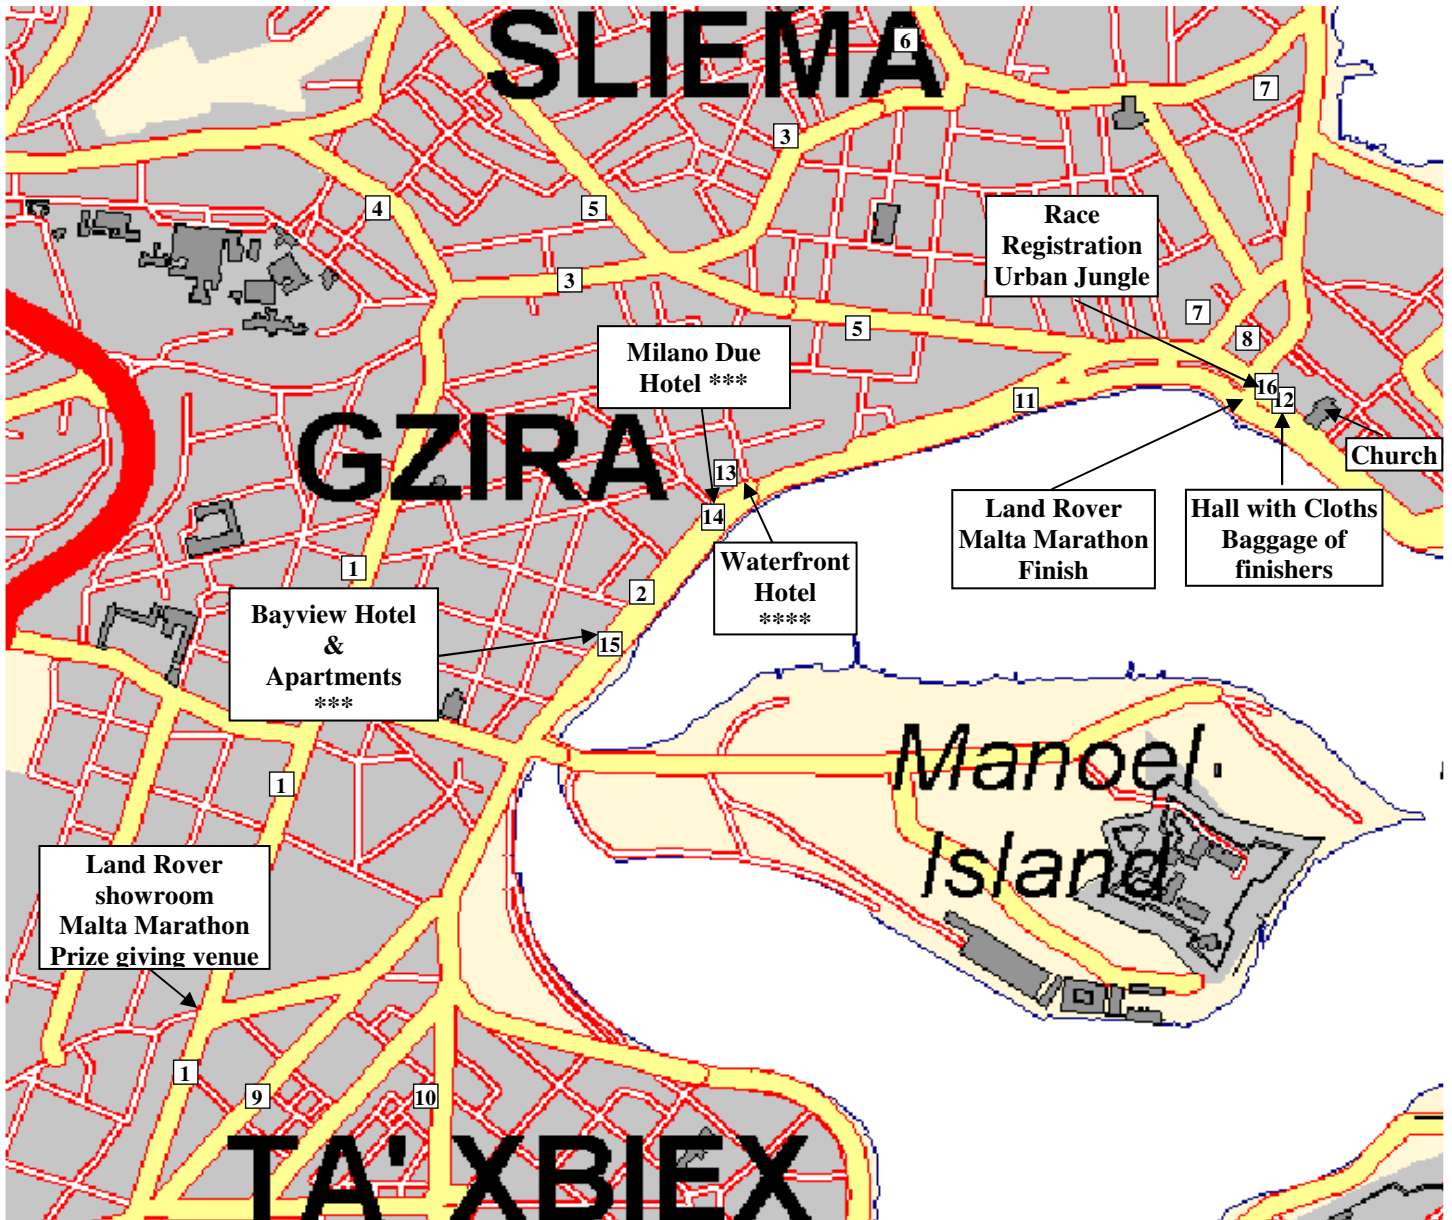 SLIEMA
6
7
3
4
5
Race
Registration
Urban Jungle
3
7
5
8
Milano Due
Hotel ***
16
12
11
GZIRA
Church
13
14
Land Rover
Malta Marathon
Finish
Hall with Cloths
Baggage of
finishers
Waterfront
Hotel
****
1
2
Bayview Hotel
&
Apartments
***
15
Manoel
Island
1
Land Rover
showroom
Malta Marathon
Prize giving venue
1
9
10
TA' XBIEX